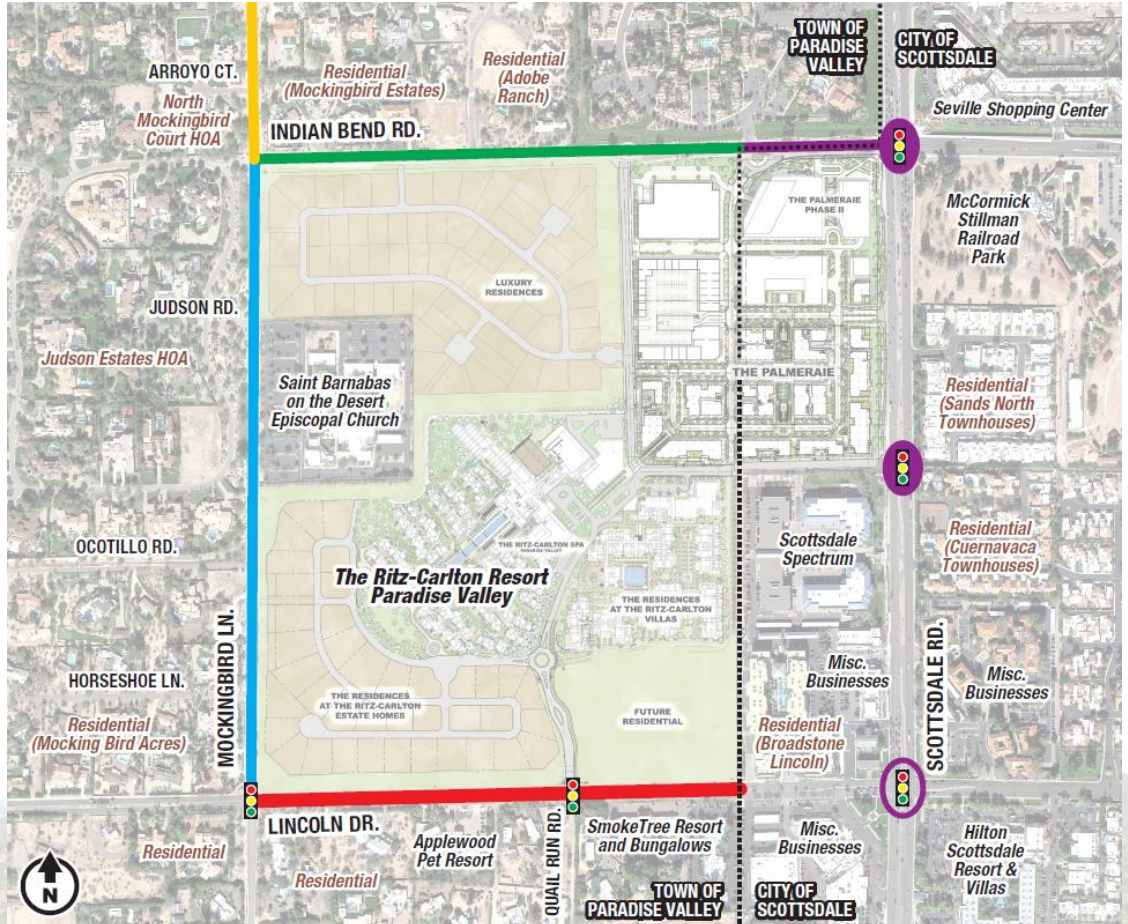 TOWN OF
PARADISE
VALLEY
CITY OF
SCOTTSDALE
ARROYO CT.
Residential
(Mockingbird Estates)
Residential
(Adobe
Ranch)
North
Mockingbird
Court HOA
Seville Shopping Center
INDIAN BEND RD.
McCormick
Stillman
Railroad
Park
THE PALMERAIE
PHASE II
LUXURY
RESIDENCES
JUDSON RD.
Judson Estates HOA
Saint Barnabas
on the Desert
Episcopal Church
THE PALMERAIE
Residential
(Sands North
Townhouses)
OCOTILLO RD.
THE RITZ-CARLTON SPA
PARADISE VALLEY
Scottsdale
Spectrum
Residential
(Cuernavaca
Townhouses)
The Ritz-Carlton Resort
Paradise Valley
THE RESIDENCES
AT THE RITZ-CARLTON
VILLAS
MOCKINGBIRD LN.
SCOTTSDALE RD.
HORSESHOE LN.
Misc.
Businesses
Misc.
Businesses
THE RESIDENCES
AT THE RITZ-CARLTON
ESTATE HOMES
FUTURE
RESIDENTIAL
Residential
(Mocking Bird Acres)
Residential
(Broadstone
Lincoln)
LINCOLN DR.
Residential
Applewood
Pet Resort
Residential
QUAIL RUN RD.
SmokeTree Resort
and Bungalows
Misc.
Businesses
Hilton
Scottsdale
Resort &
Villas
N
TOWN OF
PARADISE VALLEY
CITY OF
SCOTTSDALE